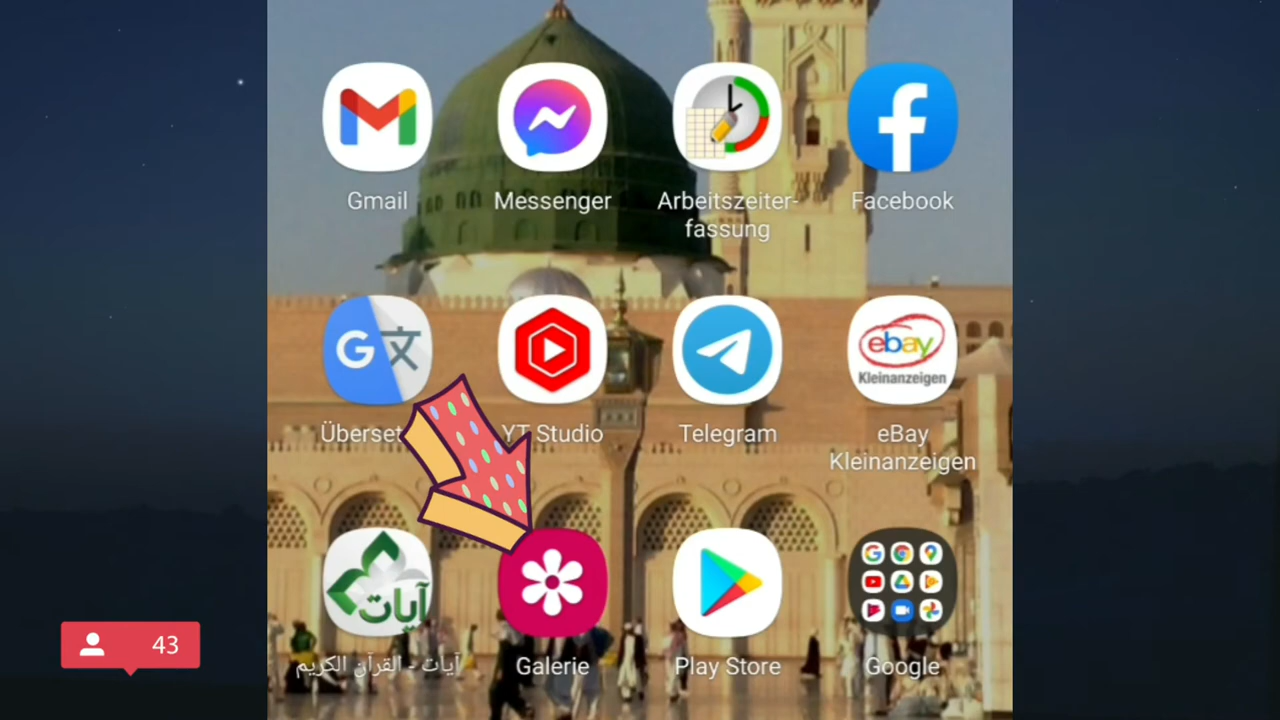 Gmail
Messenger
Arbeitszeiter-
fassung
Facebook
Überset
YT Studio
Telegram
ebay
Kleinanzeigen
eBay
Kleinanzeigen
آيات
آيات - القرآن الكريم
Galerie
Play Store
Google
43